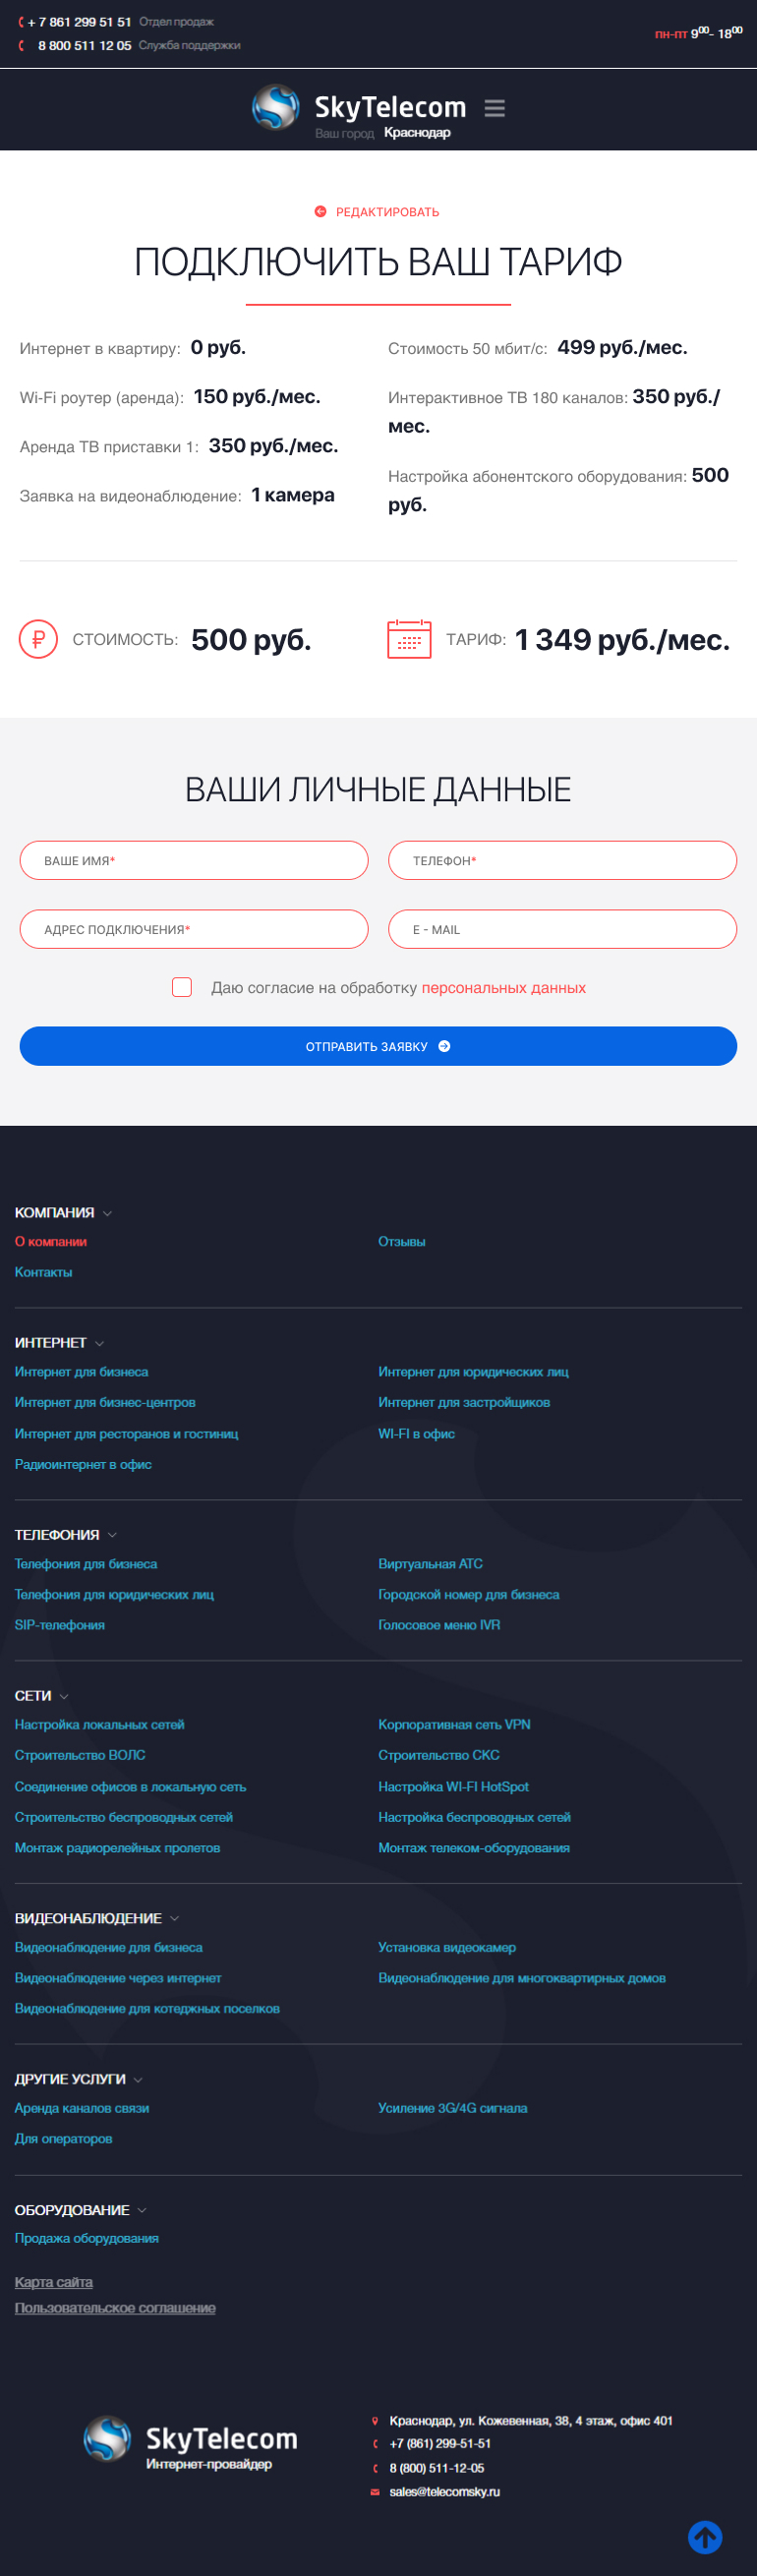 + 7 861 299 51 51 Отдел продаж
8 800 511 12 05 Служба поддержки
пн-пт 9⁰⁰- 18⁰⁰
SkyTelecom
Ваш город Краснодар
РЕДАКТИРОВАТЬ
ПОДКЛЮЧИТЬ ВАШ ТАРИФ
Интернет в квартиру: 0 руб.
Wi-Fi роутер (аренда): 150 руб./мес.
Аренда ТВ приставки 1: 350 руб./мес.
Заявка на видеонаблюдение: 1 камера
Стоимость 50 мбит/с: 499 руб./мес.
Интерактивное ТВ 180 каналов: 350 руб./
мес.
Настройка абонентского оборудования: 500
руб.
СТОИМОСТЬ: 500 руб.
ТАРИФ: 1 349 руб./мес.
ВАШИ ЛИЧНЫЕ ДАННЫЕ
ВАШЕ ИМЯ*
ТЕЛЕФОН*
АДРЕС ПОДКЛЮЧЕНИЯ*
E - MAIL
Даю согласие на обработку персональных данных
ОТПРАВИТЬ ЗАЯВКУ
КОМПАНИЯ
О компании
Отзывы
Контакты
ИНТЕРНЕТ
Интернет для бизнеса
Интернет для юридических лиц
Интернет для бизнес-центров
Интернет для застройщиков
Интернет для ресторанов и гостиниц
WI-FI в офис
Радиоинтернет в офис
ТЕЛЕФОНИЯ
Телефония для бизнеса
Виртуальная АТС
Телефония для юридических лиц
Городской номер для бизнеса
SIP-телефония
Голосовое меню IVR
СЕТИ
Настройка локальных сетей
Корпоративная сеть VPN
Строительство ВОЛС
Строительство СКС
Соединение офисов в локальную сеть
Настройка WI-FI HotSpot
Строительство беспроводных сетей
Настройка беспроводных сетей
Монтаж радиорелейных пролетов
Монтаж телеком-оборудования
ВИДЕОНАБЛЮДЕНИЕ
Видеонаблюдение для бизнеса
Установка видеокамер
Видеонаблюдение через интернет
Видеонаблюдение для многоквартирных домов
Видеонаблюдение для котеджных поселков
ДРУГИЕ УСЛУГИ
Аренда каналов связи
Усиление 3G/4G сигнала
Для операторов
ОБОРУДОВАНИЕ
Продажа оборудования
Карта сайта
Пользовательское соглашение
SkyTelecom
Интернет-провайдер
Краснодар, ул. Кожевенная, 38, 4 этаж, офис 401
+7 (861) 299-51-51
8 (800) 511-12-05
sales@telecomsky.ru